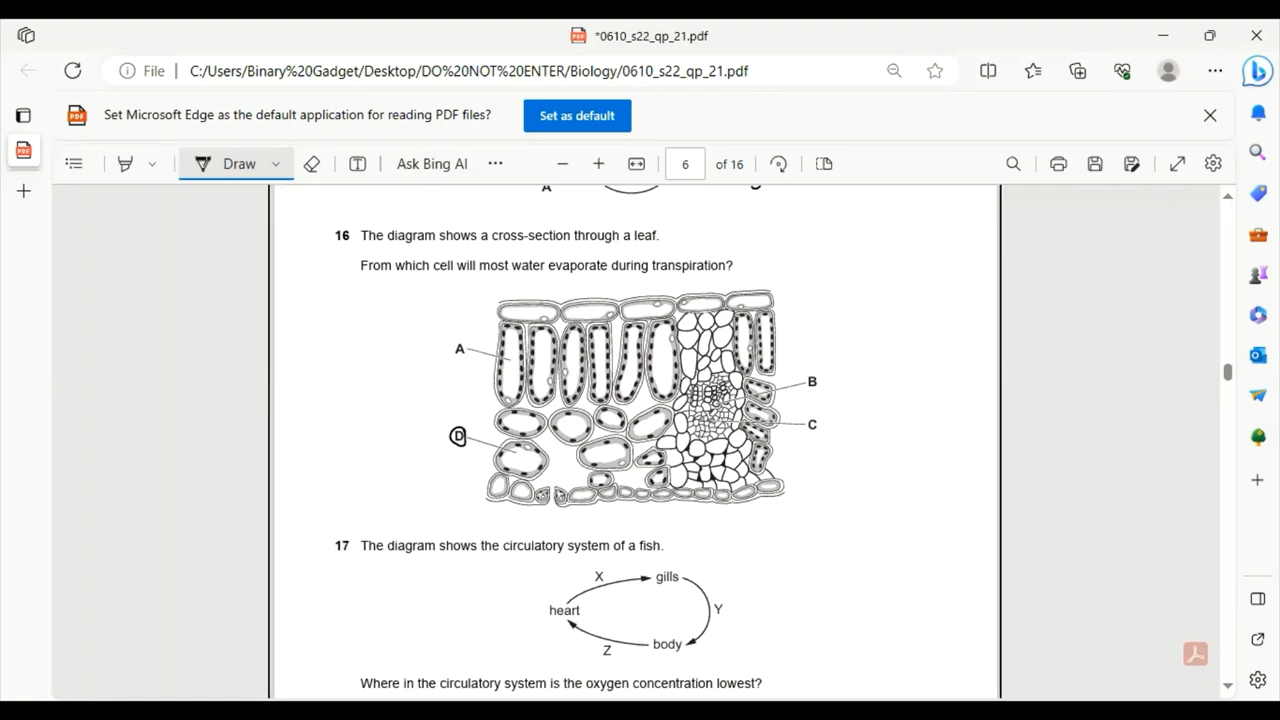 *0610_s22_qp_21.pdf
File
C:/Users/Binary%20Gadget/Desktop/DO%20NOT%20ENTER/Biology/0610_s22_qp_21.pdf
Set Microsoft Edge as the default application for reading PDF files?
Set as default
Draw
Ask Bing AI
6
of 16
A
16 The diagram shows a cross-section through a leaf.
From which cell will most water evaporate during transpiration?
A
B
C
D
17 The diagram shows the circulatory system of a fish.
X
gills
heart
Y
body
Z
Where in the circulatory system is the oxygen concentration lowest?